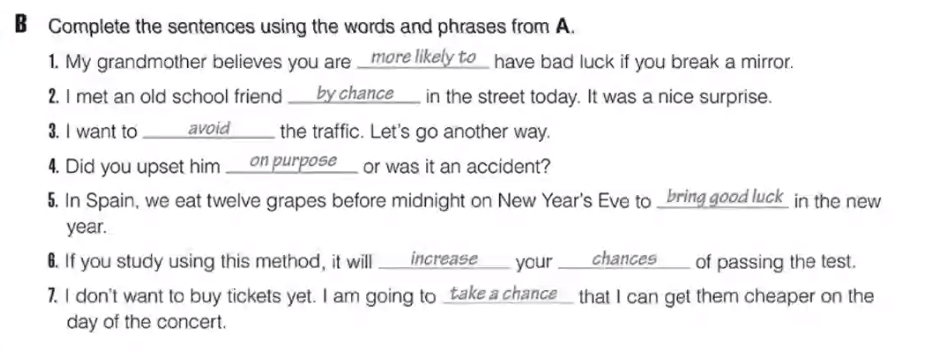 B Complete the sentences using the words and phrases from A.
1. My grandmother believes you are more likely to have bad luck if you break a mirror.
2. I met an old school friend by chance in the street today. It was a nice surprise.
3. I want to avoid the traffic. Let's go another way.
4. Did you upset him on purpose or was it an accident?
5. In Spain, we eat twelve grapes before midnight on New Year's Eve to bring good luck in the new
year.
6. If you study using this method, it will increase your chances of passing the test.
7. I don't want to buy tickets yet. I am going to take a chance that I can get them cheaper on the
day of the concert.